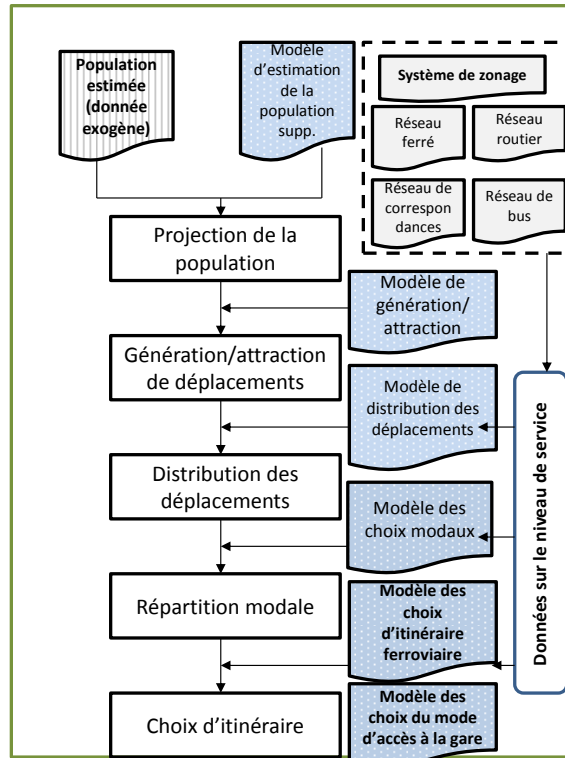 Population
estimée
(donnée
exogène)
Modèle
d'estimation
de la
population
supp.
Système de zonage
Réseau
ferré
Réseau
routier
Réseau de
correspon
dances
Réseau de
bus
Projection de la
population
Modèle de
génération/
attraction
Génération/attraction
de déplacements
Modèle de
distribution des
déplacements
Distribution des
déplacements
Modèle des
choix modaux
Répartition modale
Modèle des
choix
d'itinéraire
ferroviaire
Choix d'itinéraire
Modèle des
choix du mode
d'accès à la gare
Données sur le niveau de service